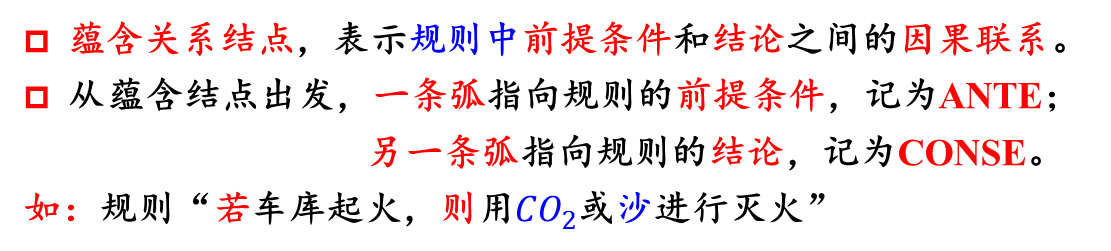 蕴含关系结点，表示规则中前提条件和结论之间的因果联系。
从蕴含结点出发，一条弧指向规则的前提条件，记为ANTE；
另一条弧指向规则的结论，记为CONSE。
如：规则“若车库起火，则用CO₂或沙进行灭火”